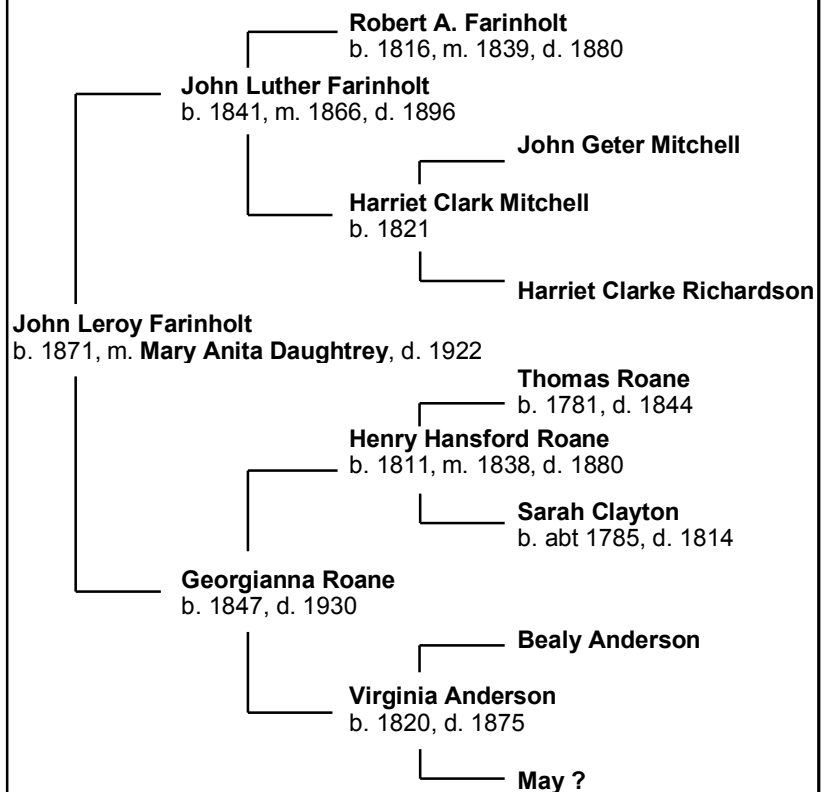 Robert A. Farinholt
b. 1816, m. 1839, d. 1880
John Luther Farinholt
b. 1841, m. 1866, d. 1896
John Geter Mitchell
Harriet Clark Mitchell
b. 1821
Harriet Clarke Richardson
John Leroy Farinholt
b. 1871, m. Mary Anita Daughtrey, d. 1922
Thomas Roane
b. 1781, d. 1844
Henry Hansford Roane
b. 1811, m. 1838, d. 1880
Sarah Clayton
b. abt 1785, d. 1814
Georgianna Roane
b. 1847, d. 1930
Bealy Anderson
Virginia Anderson
b. 1820, d. 1875
May ?